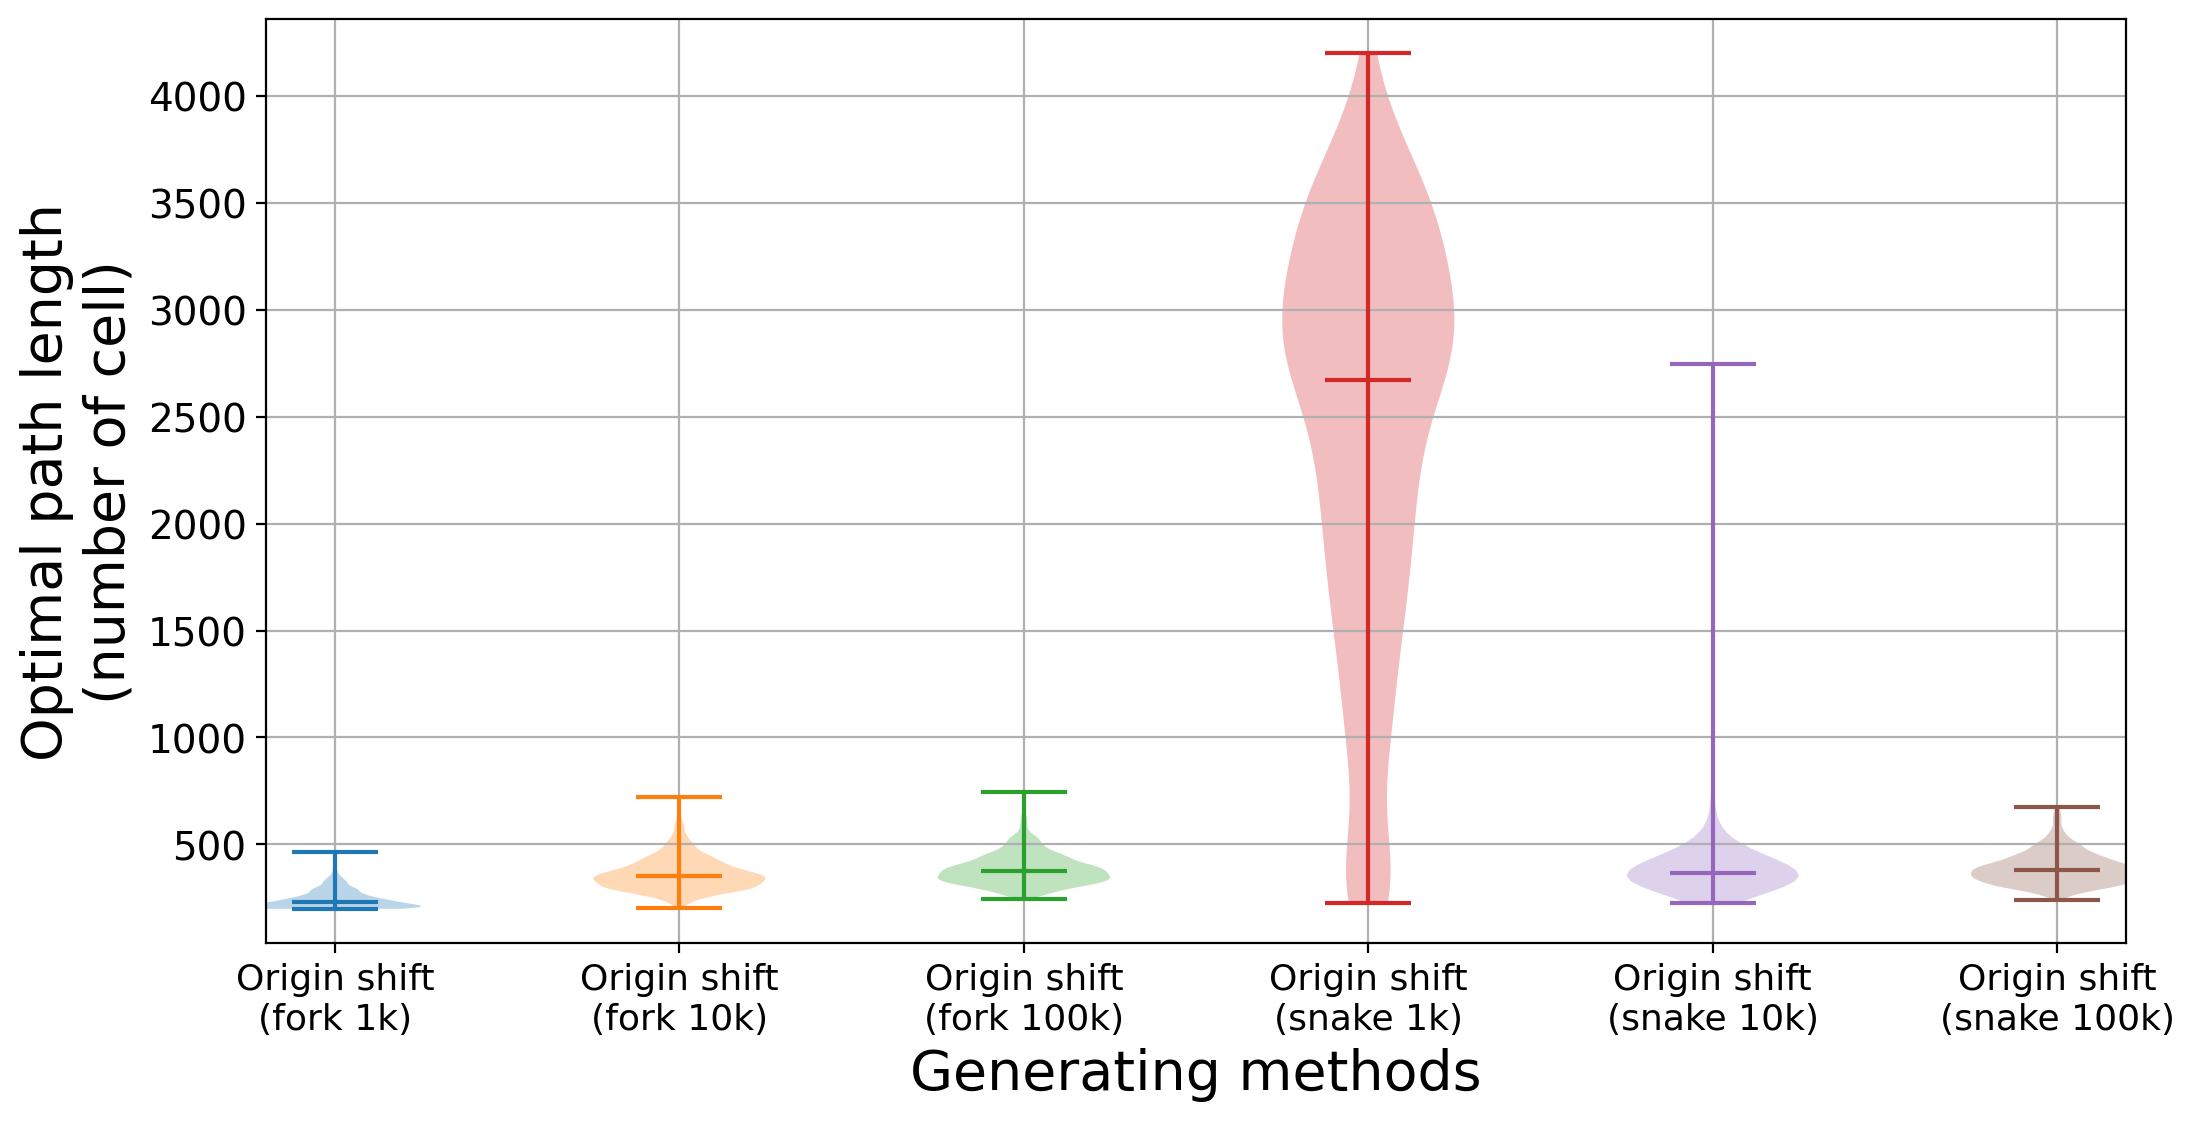 Optimal path length
(number of cell)
4000
3500
3000
2500
2000
1500
1000
500
Origin shift
(fork 1k)
Origin shift
(fork 10k)
Origin shift
(fork 100k)
Origin shift
(snake 1k)
Origin shift
(snake 10k)
Origin shift
(snake 100k)
Generating methods